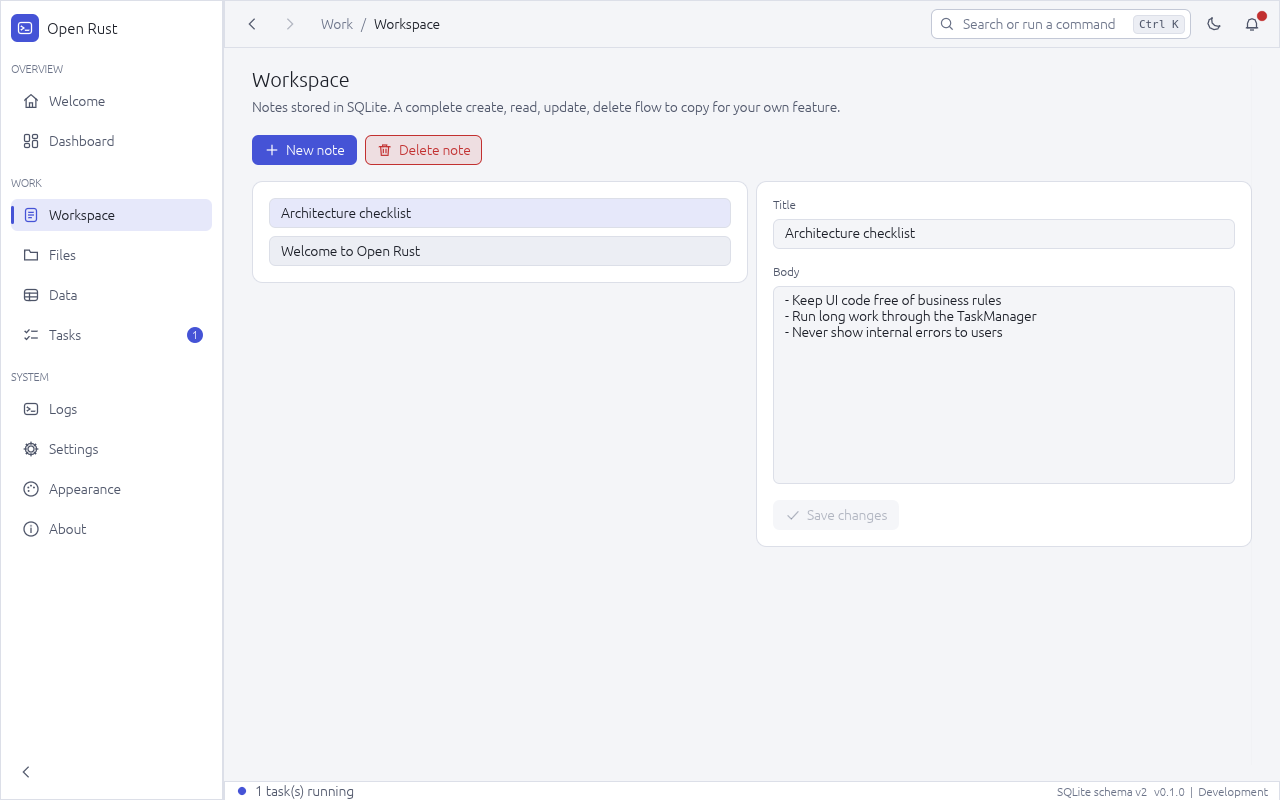 Open Rust
OVERVIEW
Welcome
Dashboard
WORK
Workspace
Files
Data
Tasks 1
SYSTEM
Logs
Settings
Appearance
About
Work / Workspace
Search or run a command Ctrl K
Workspace
Notes stored in SQLite. A complete create, read, update, delete flow to copy for your own feature.
New note Delete note
Architecture checklist
Welcome to Open Rust
Title
Architecture checklist
Body
- Keep UI code free of business rules
- Run long work through the TaskManager
- Never show internal errors to users
Save changes
1 task(s) running
SQLite schema v2 v0.1.0 | Development